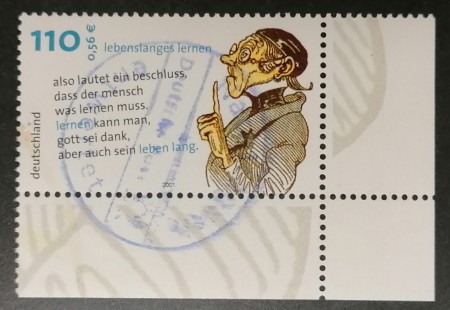 110
0,56 €
lebenslanges lernen
also lautet ein beschluss,
dass der mensch
was lernen muss.
lernen kann man,
gott sei dank,
aber auch sein leben lang.
deutschland